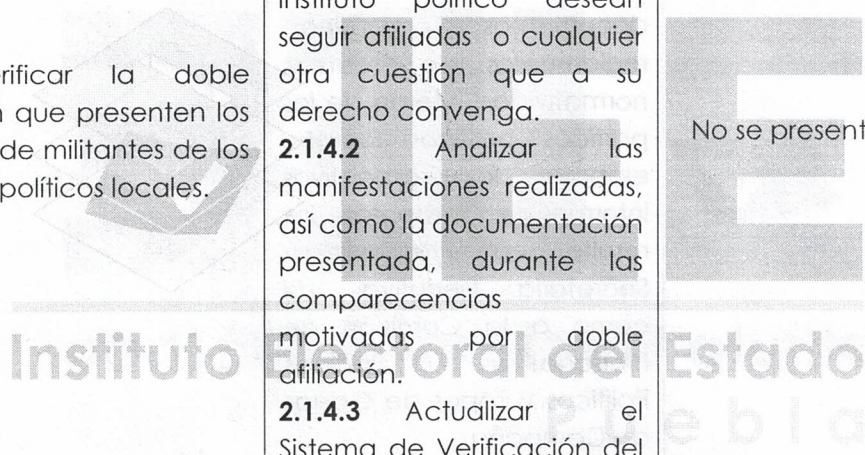 erificar la doble
que presenten los
de militantes de los
políticos locales.
instituto político desean
seguir afiliadas o cualquier
otra cuestión que a su
derecho convenga.
2.1.4.2 Analizar las
manifestaciones realizadas,
así como la documentación
presentada, durante las
comparecencias
motivadas por doble
afiliación.
2.1.4.3 Actualizar el
Sistema de Verificación del
No se present
IEE
Instituto Electoral del Estado
Puebla